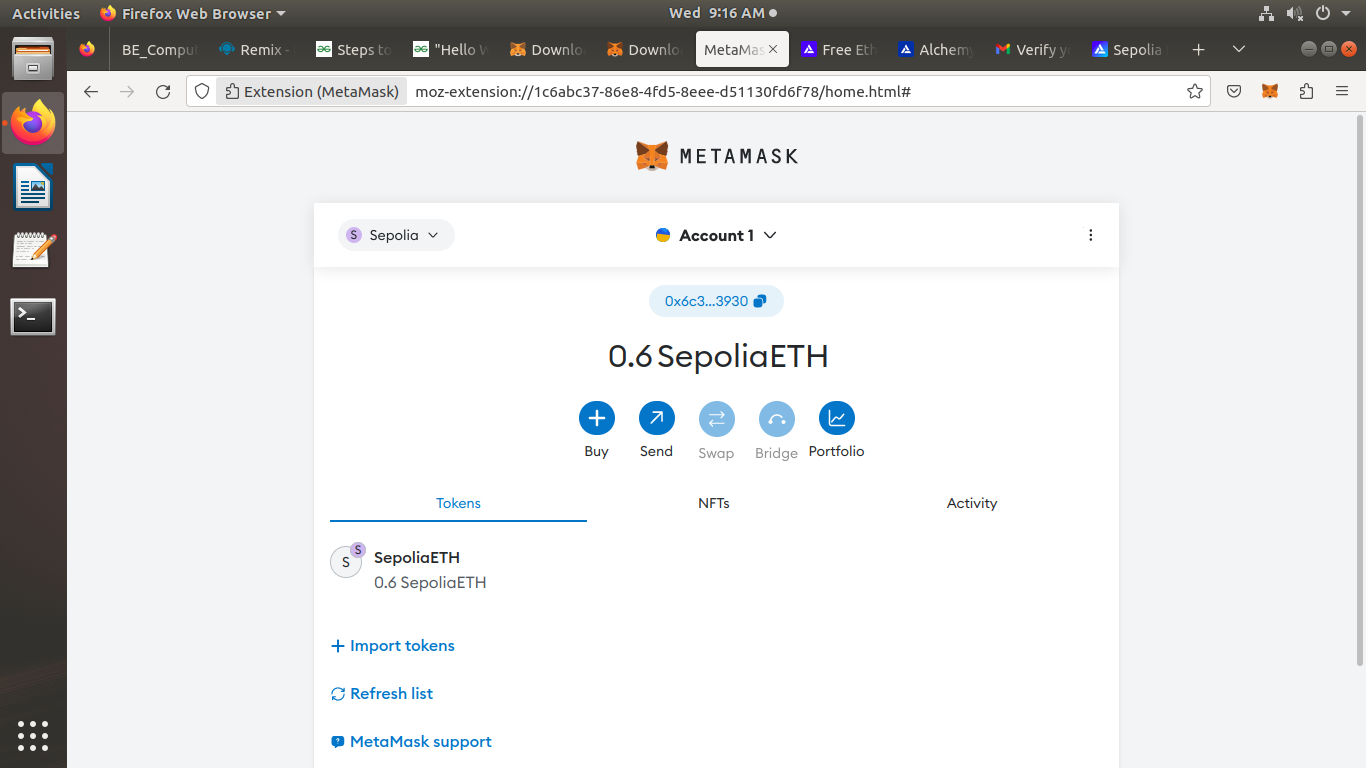 Activities Firefox Web Browser Wed 9:16 AM
BE_Comput Remix - Steps to "Hello W Downlo Downlo MetaMas Free Eth Alchemy Verify yo Sepolia
Extension (MetaMask) moz-extension://1c6abc37-86e8-4fd5-8eee-d51130fd6f78/home.html#
METAMASK
S Sepolia Account 1
0x6c3...3930
0.6 SepoliaETH
Buy Send Swap Bridge Portfolio
Tokens NFTs Activity
S S SepoliaETH
0.6 SepoliaETH
Import tokens
Refresh list
MetaMask support